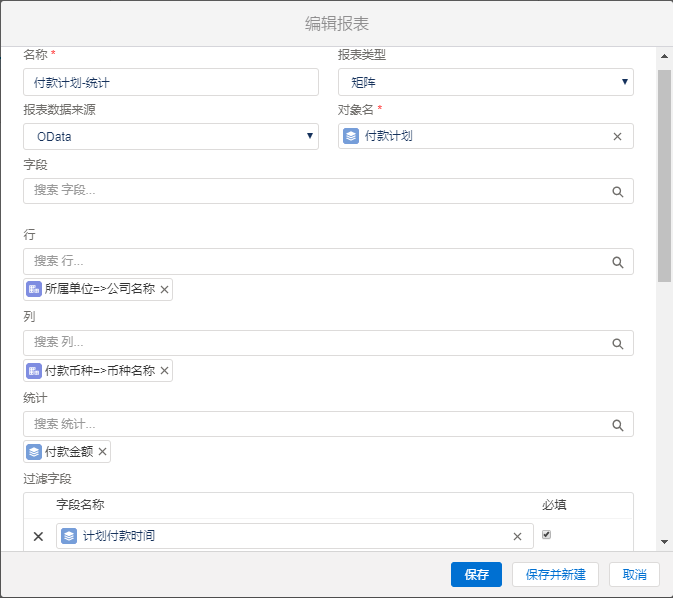 编辑报表
名称 *
报表类型
付款计划-统计
矩阵
报表数据来源
对象名 *
OData
付款计划
字段
搜索 字段...
行
搜索 行...
所属单位=>公司名称
列
搜索 列...
付款币种=>币种名称
统计
搜索 统计...
付款金额
过滤字段
字段名称 必填
计划付款时间
保存 保存并新建 取消